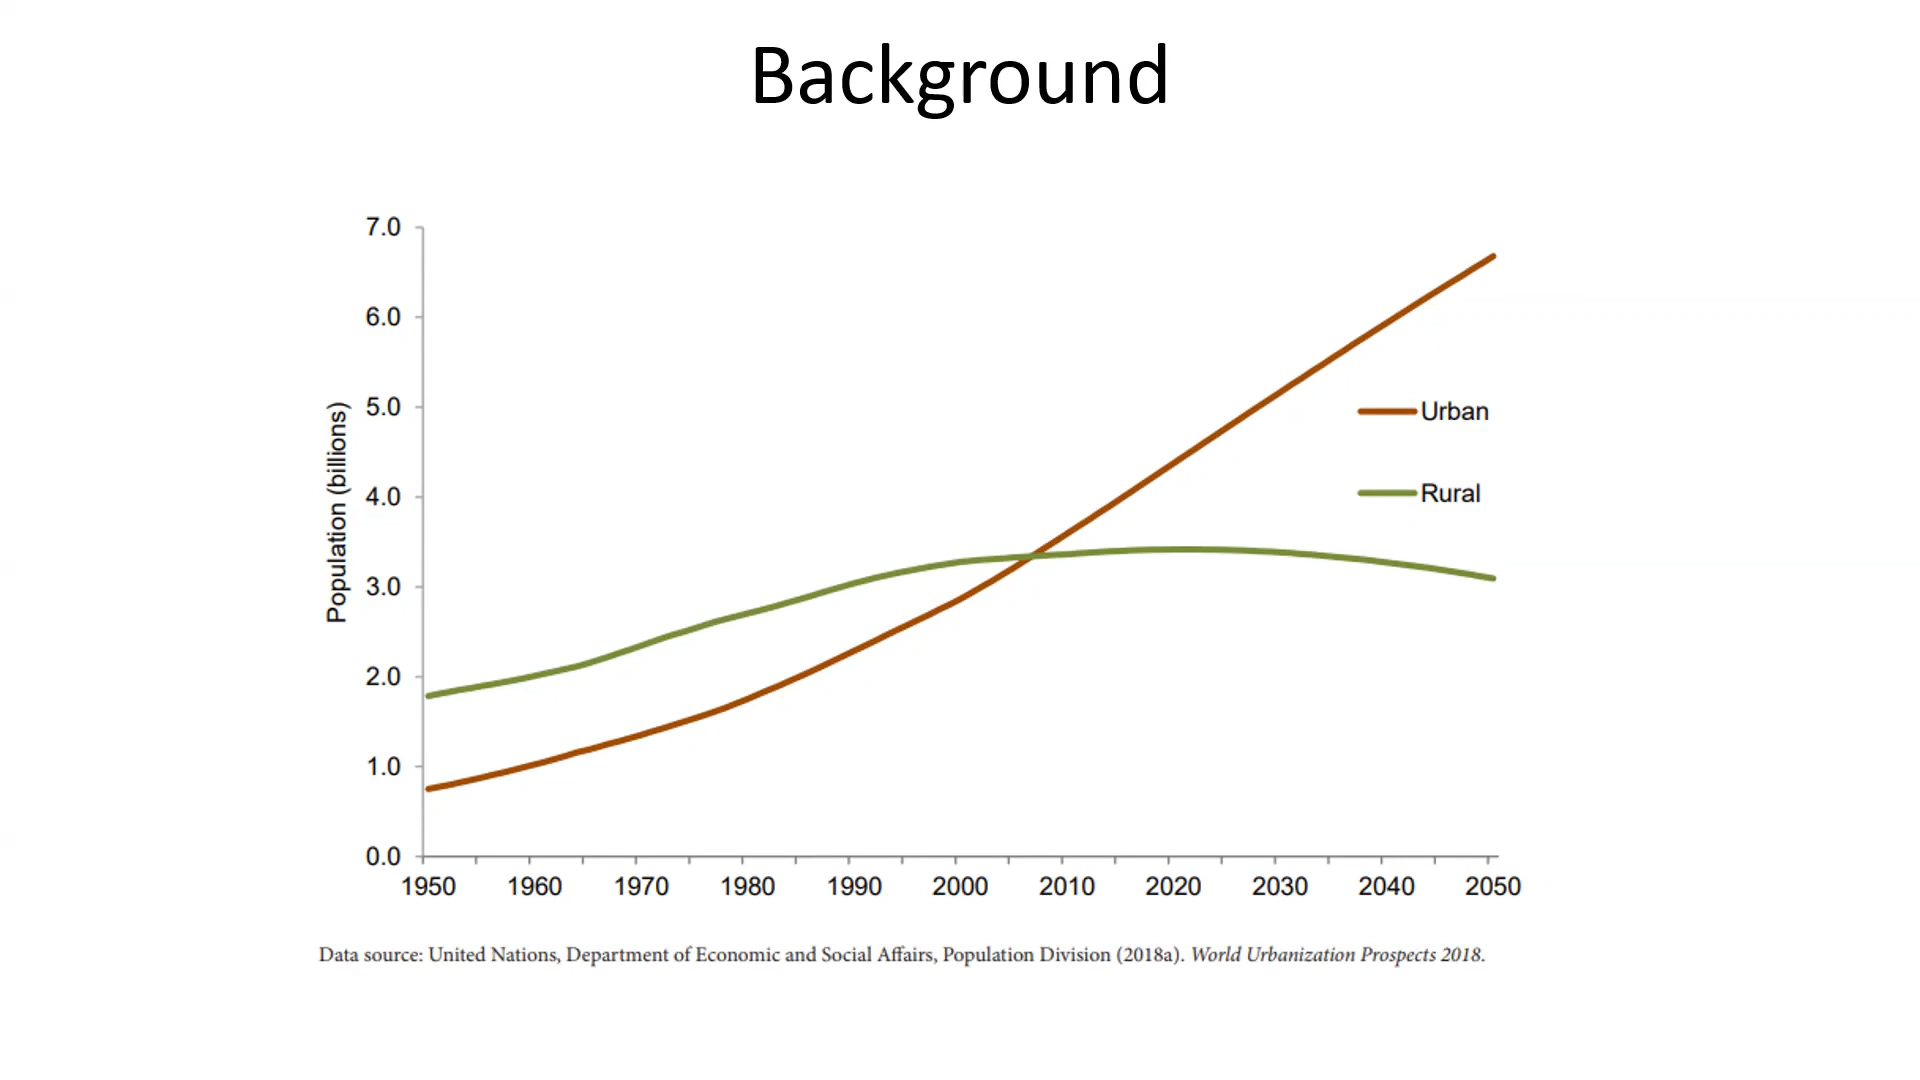 Background
7.0
6.0
5.0
4.0
3.0
2.0
1.0
0.0
Population (billions)
Urban
Rural
1950 1960 1970 1980 1990 2000 2010 2020 2030 2040 2050
Data source: United Nations, Department of Economic and Social Affairs, Population Division (2018a). World Urbanization Prospects 2018.